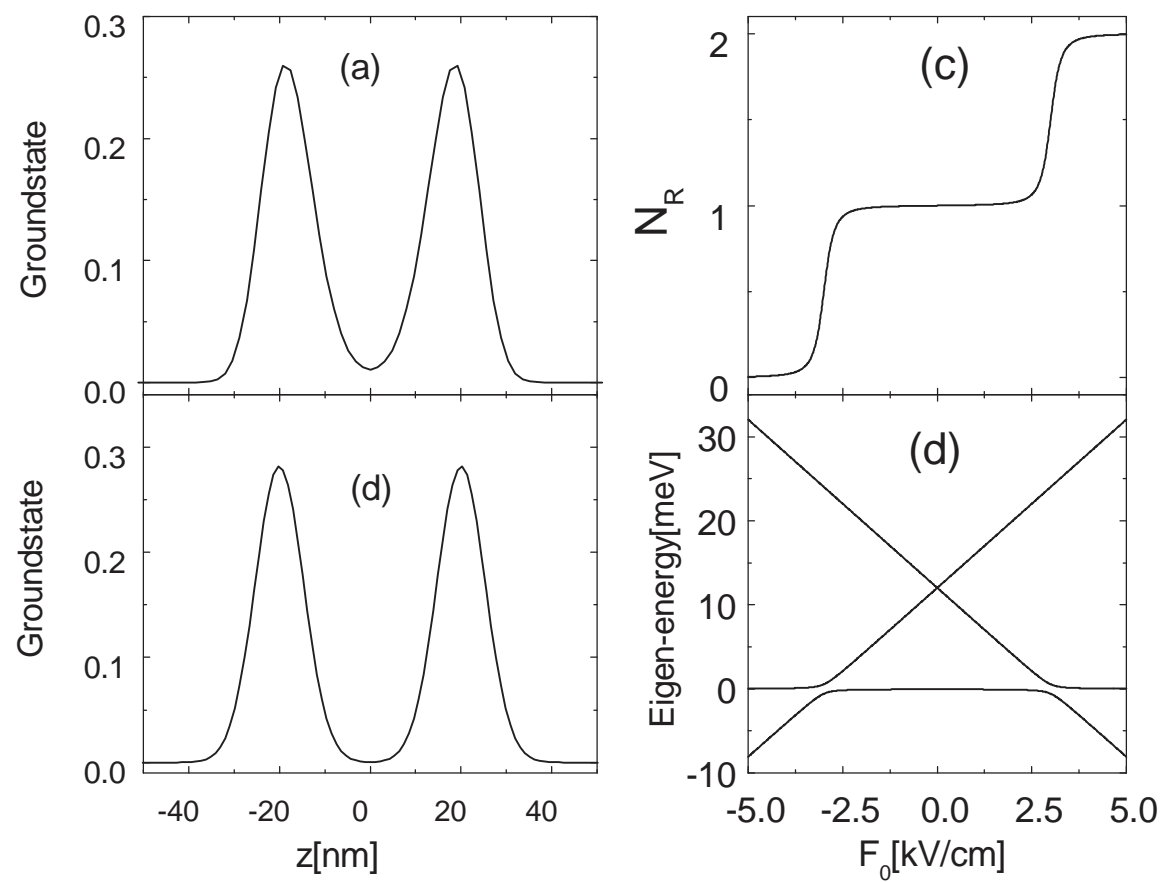 0.3
(a)
0.2
0.1
0.0
Groundstate
0.3
(d)
0.2
0.1
0.0
Groundstate
-40 -20 0 20 40
z[nm]
2
(c)
1
0
N_R
30
(d)
20
10
0
-10
Eigen-energy[meV]
-5.0 -2.5 0.0 2.5 5.0
F_0[kV/cm]